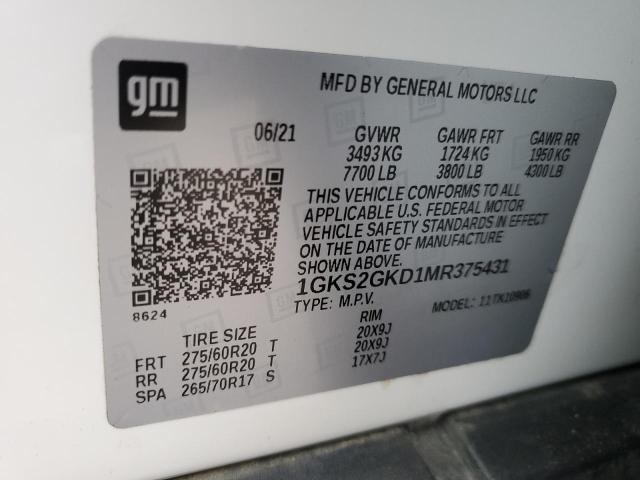 gm
MFD BY GENERAL MOTORS LLC
06/21 GVWR GAWR FRT GAWR RR
3493 KG 1724 KG 1950 KG
7700 LB 3800 LB 4300 LB
THIS VEHICLE CONFORMS TO ALL
APPLICABLE U.S. FEDERAL MOTOR
VEHICLE SAFETY STANDARDS IN EFFECT
ON THE DATE OF MANUFACTURE
SHOWN ABOVE.
1GKS2GKD1MR375431
8624
TYPE: M.P.V. MODEL: 11TK10906
TIRE SIZE RIM
FRT 275/60R20 T 20X9J
RR 275/60R20 T 20X9J
SPA 265/70R17 S 17X7J